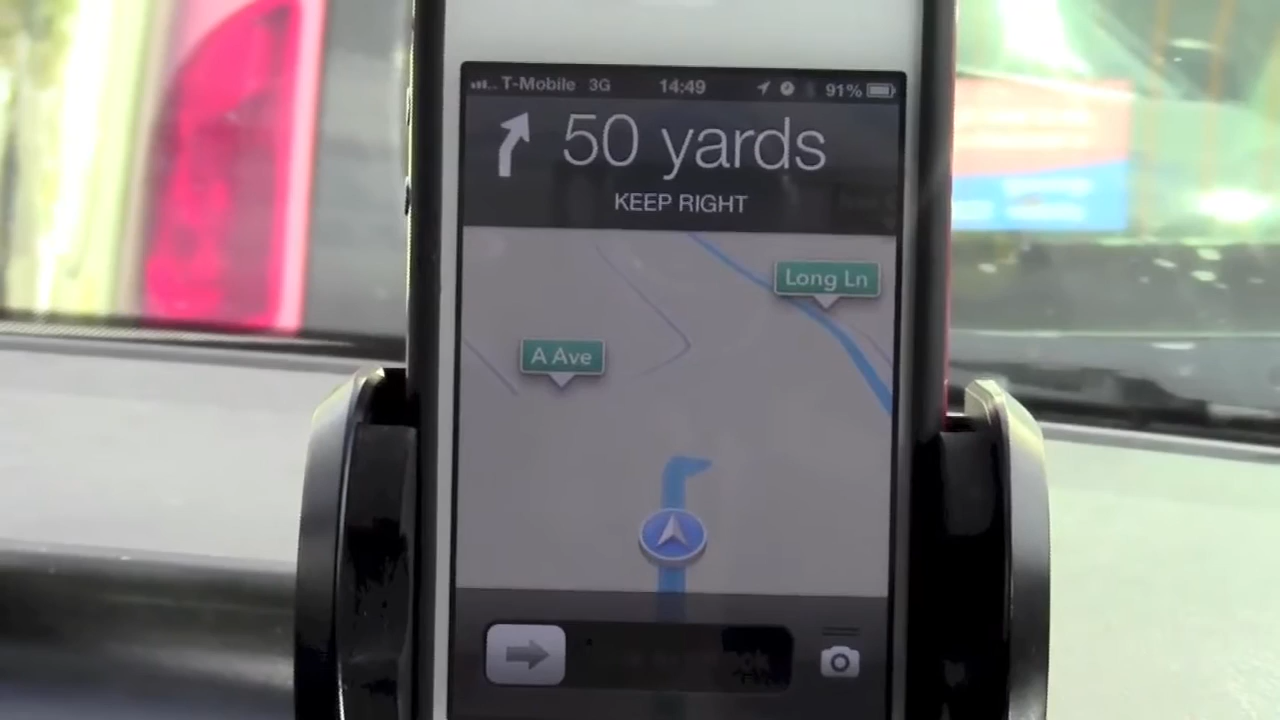 T-Mobile 3G 14:49 91%
50 yards
KEEP RIGHT
Long Ln
A Ave